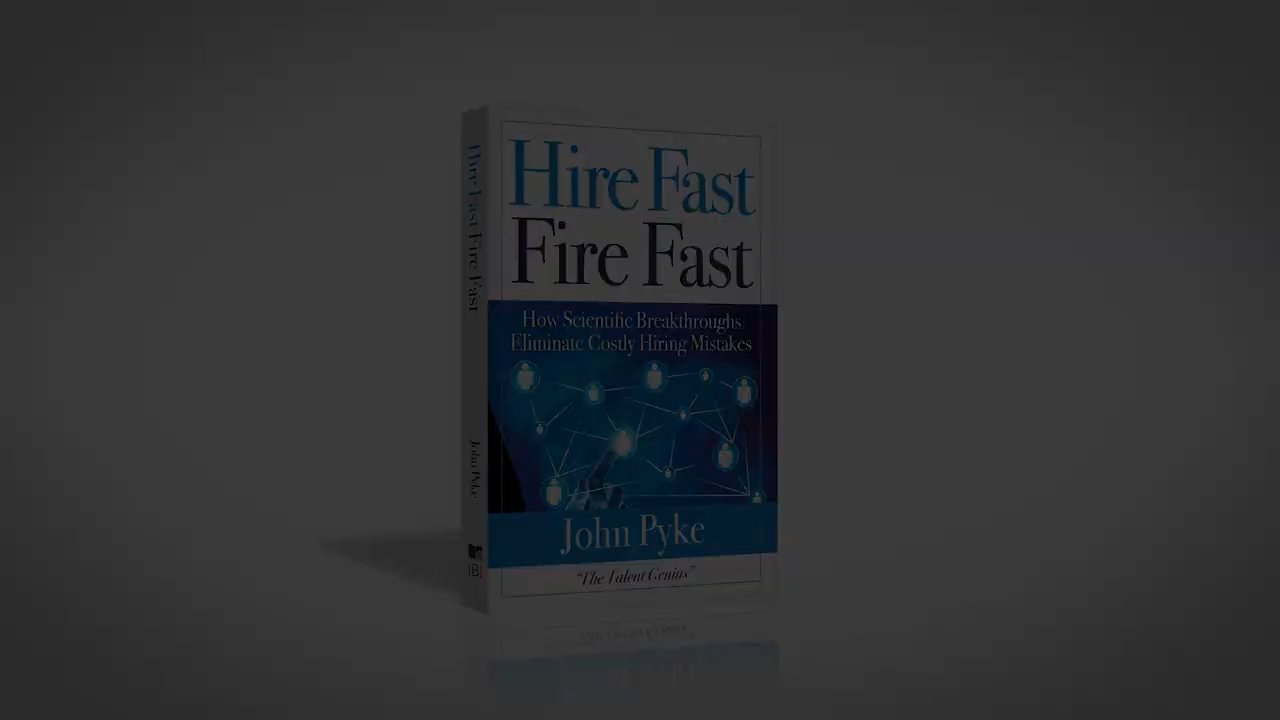 Hire Fast
Fire Fast
How Scientific Breakthroughs
Eliminate Costly Hiring Mistakes
John Pyke
"The Talent Genius"
Hire Fast Fire Fast
John Pyke
IBI